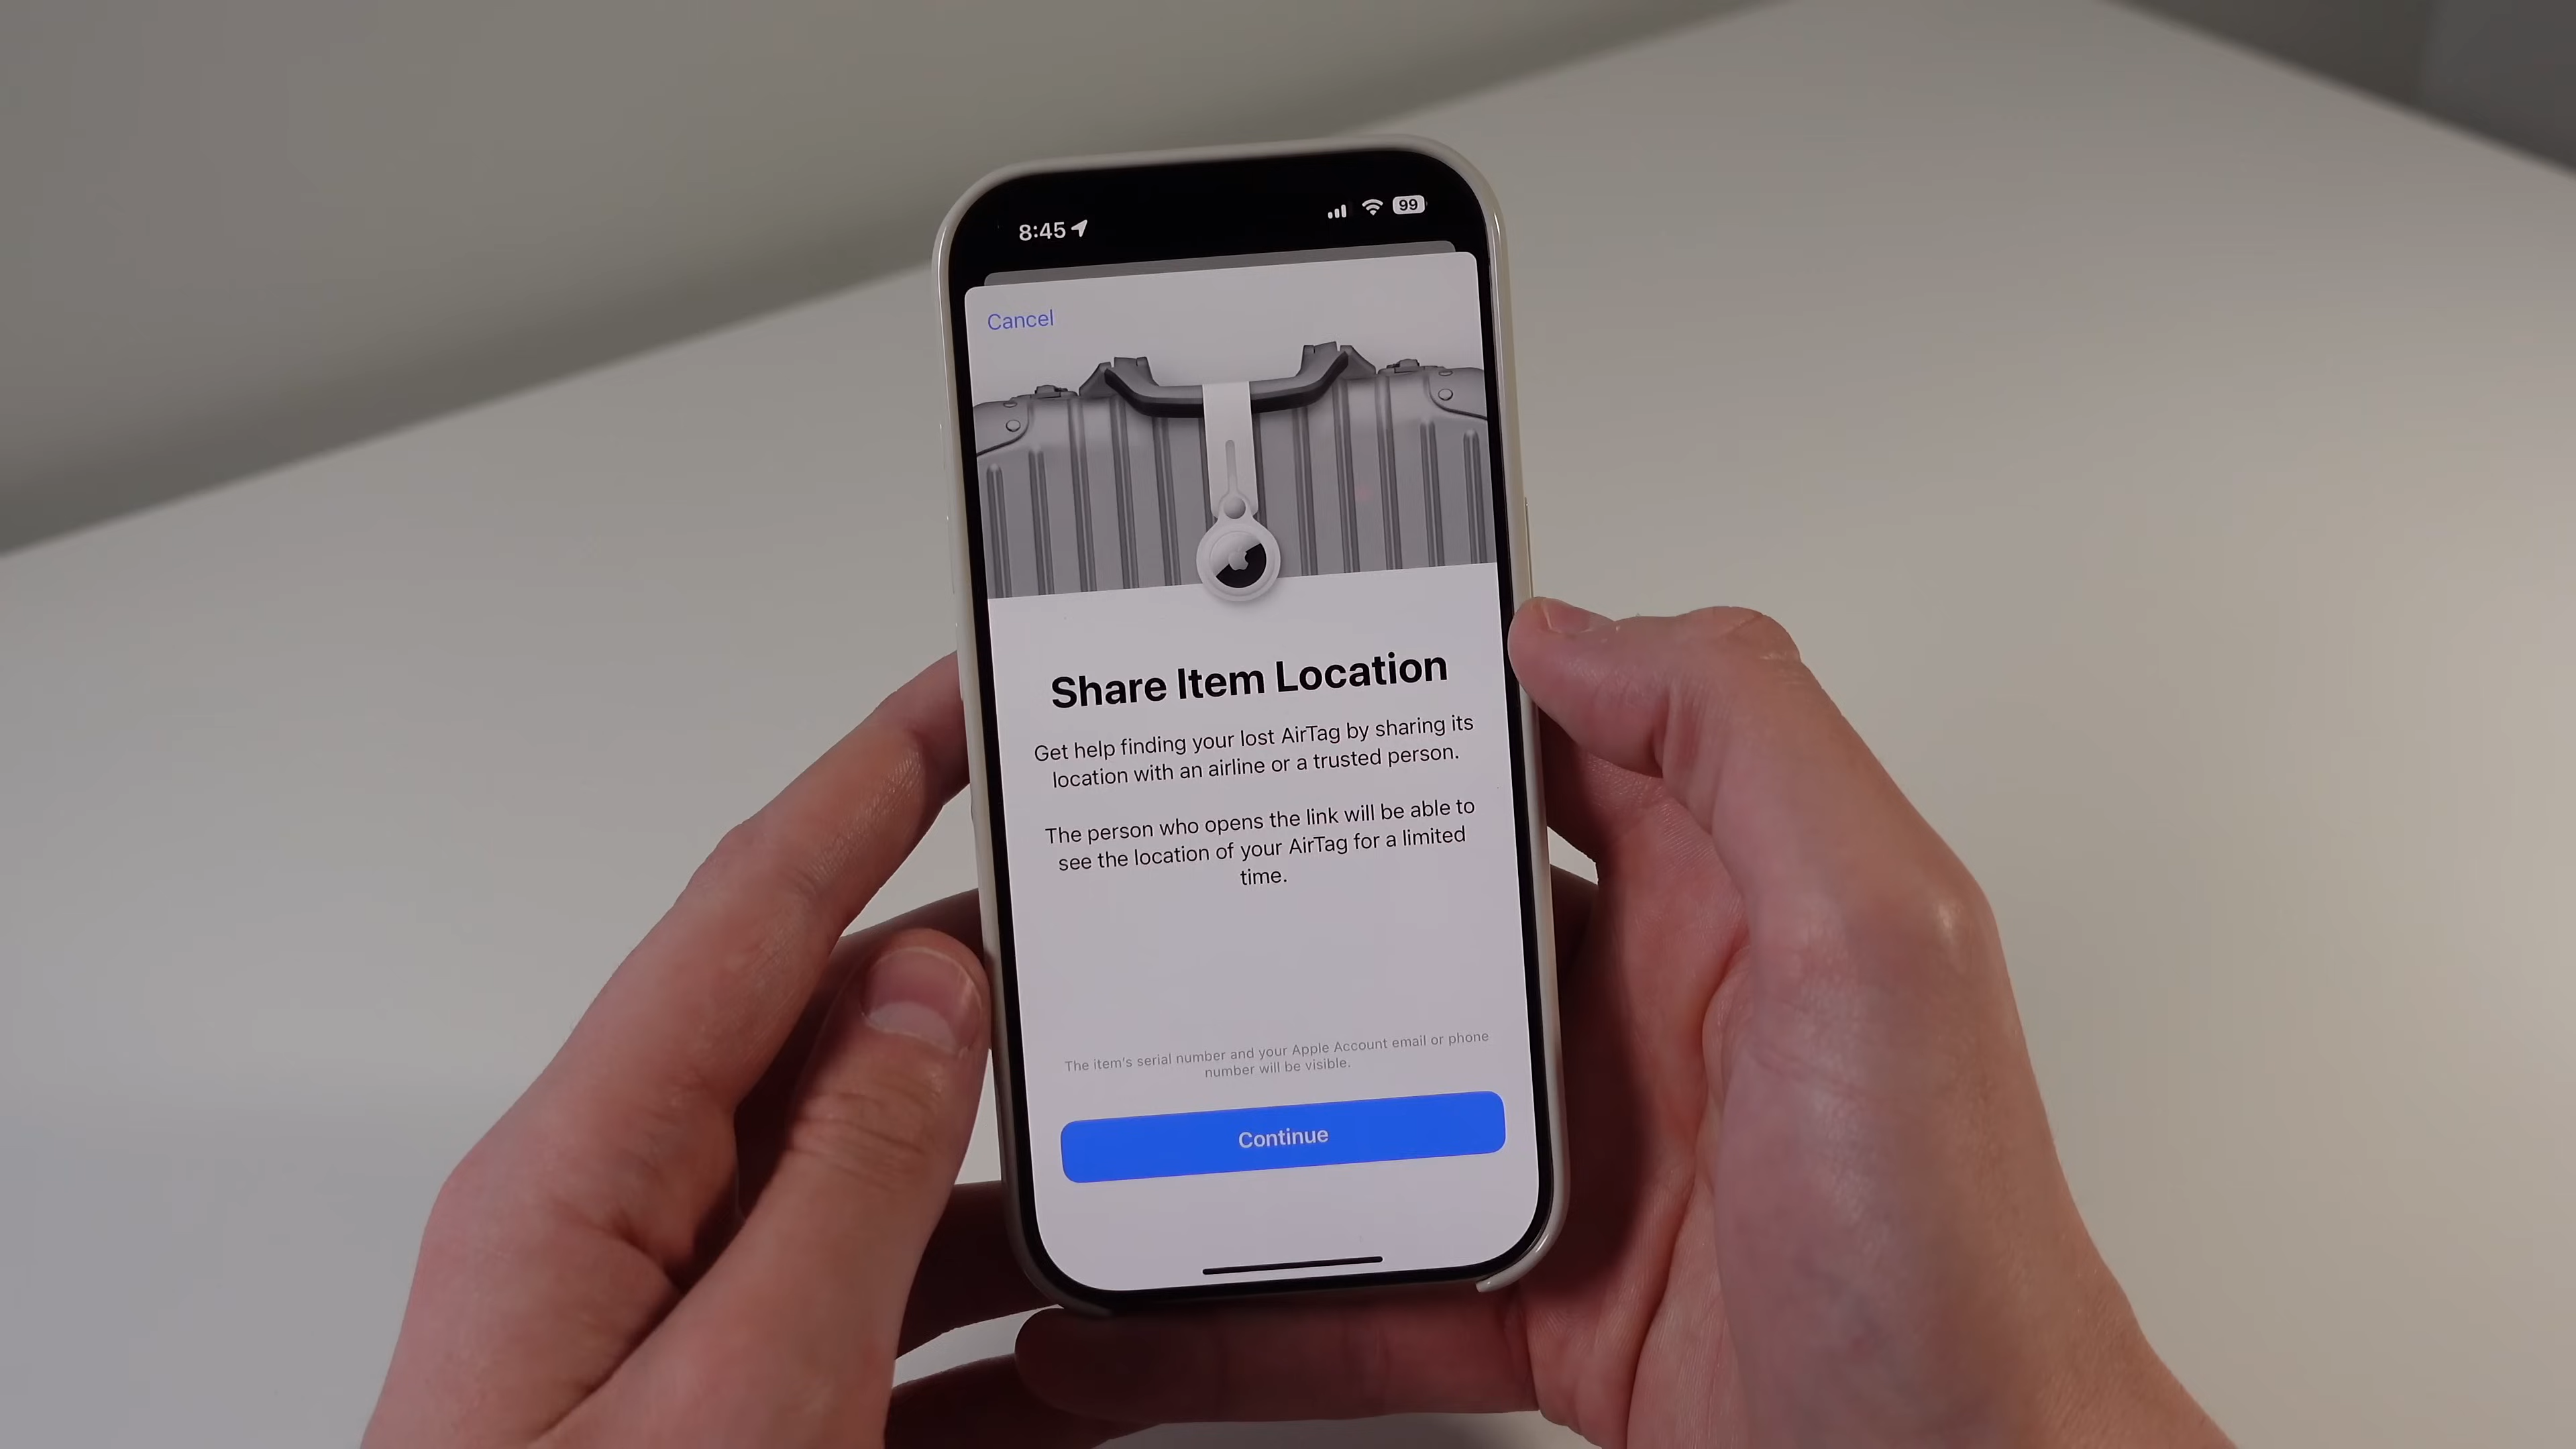 8:45
99
Cancel
Share Item Location
Get help finding your lost AirTag by sharing its
location with an airline or a trusted person.
The person who opens the link will be able to
see the location of your AirTag for a limited
time.
The item's serial number and your Apple Account email or phone
number will be visible.
Continue